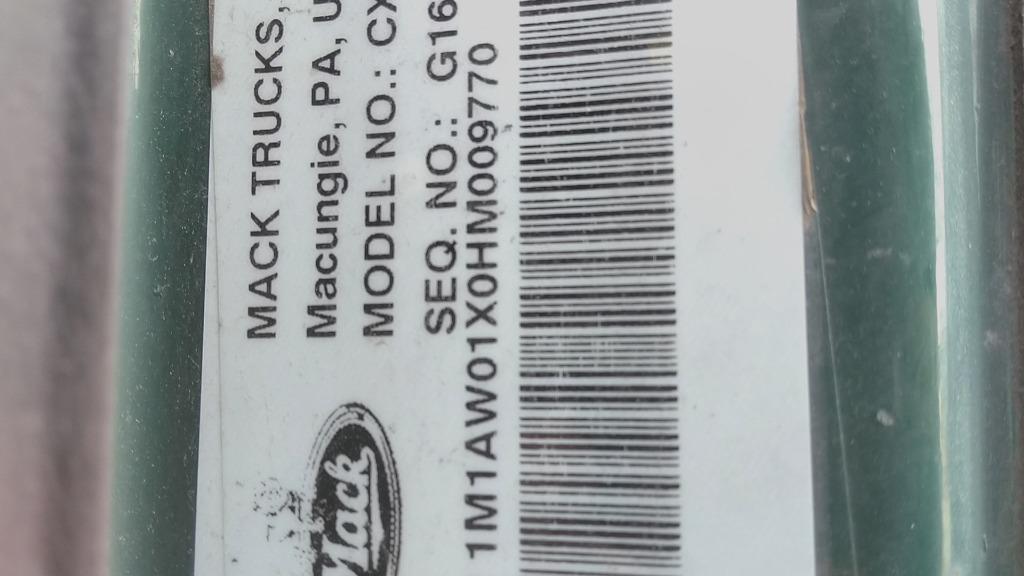 MACK TRUCKS,
Macungie, PA, U
MODEL NO.: CX
SEQ. NO.: G16
1M1AW01X0HM009770
Mack